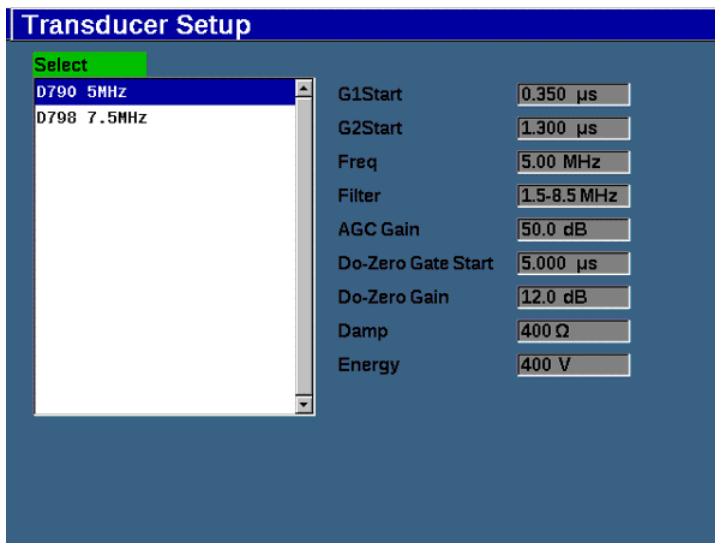 Transducer Setup
Select
D790 5MHz
D798 7.5MHz
G1Start 0.350 µs
G2Start 1.300 µs
Freq 5.00 MHz
Filter 1.5-8.5 MHz
AGC Gain 50.0 dB
Do-Zero Gate Start 5.000 µs
Do-Zero Gain 12.0 dB
Damp 400 Ω
Energy 400 V